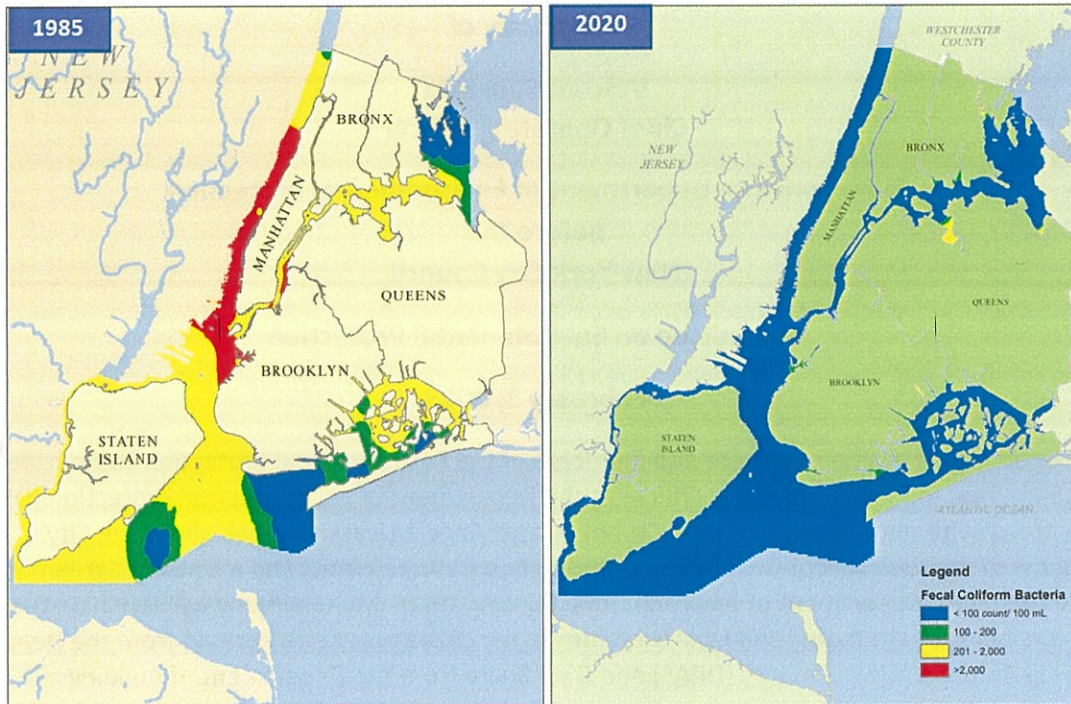 1985
NEW
JERSEY
BRONX
MANHATTAN
QUEENS
BROOKLYN
STATEN
ISLAND
2020
WESTCHESTER
COUNTY
NEW
JERSEY
BRONX
MANHATTAN
QUEENS
BROOKLYN
STATEN
ISLAND
ATLANTIC OCEAN
Legend
Fecal Coliform Bacteria
< 100 count/ 100 mL
100 - 200
201 - 2,000
>2,000